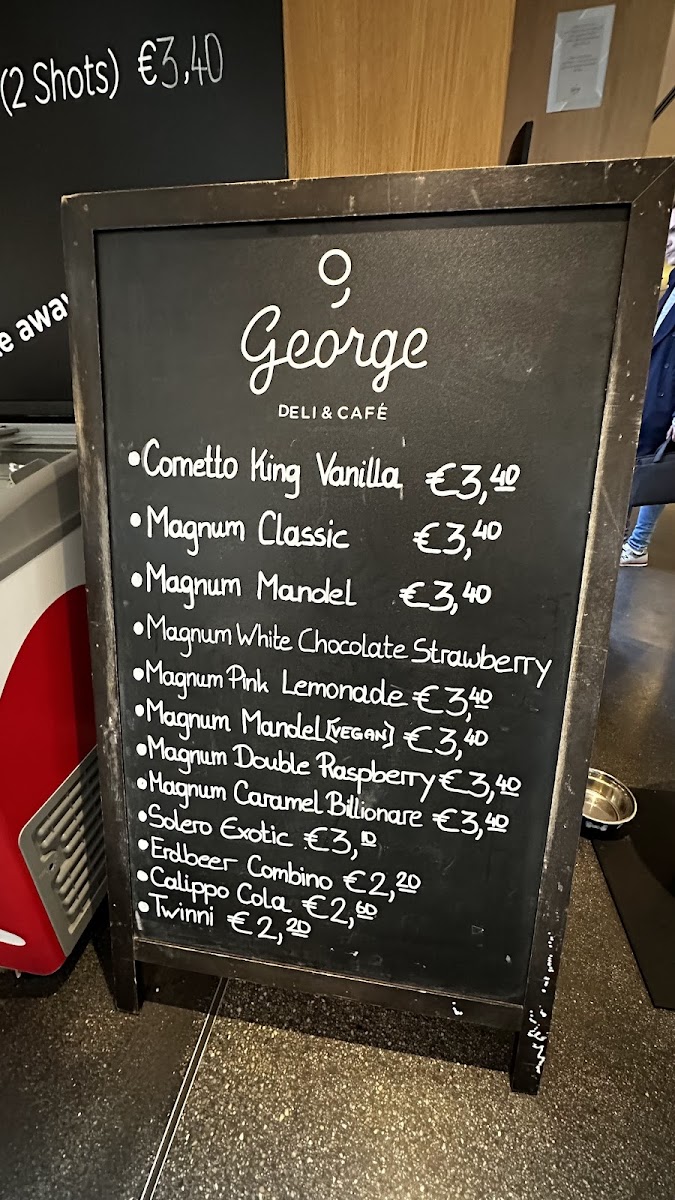 (2 Shots) €3,40
e away
George
DELI & CAFÉ
•Cornetto King Vanilla €3,40
•Magnum Classic €3,40
•Magnum Mandel €3,40
•Magnum White Chocolate Strawberry
•Magnum Pink Lemonade €3,40
•Magnum Mandel [VEGAN] €3,40
•Magnum Double Raspberry €3,40
•Magnum Caramel Billionare €3,40
•Solero Exotic €3,10
•Erdbeer Combino €2,20
•Calippo Cola €2,60
•Twinni €2,20